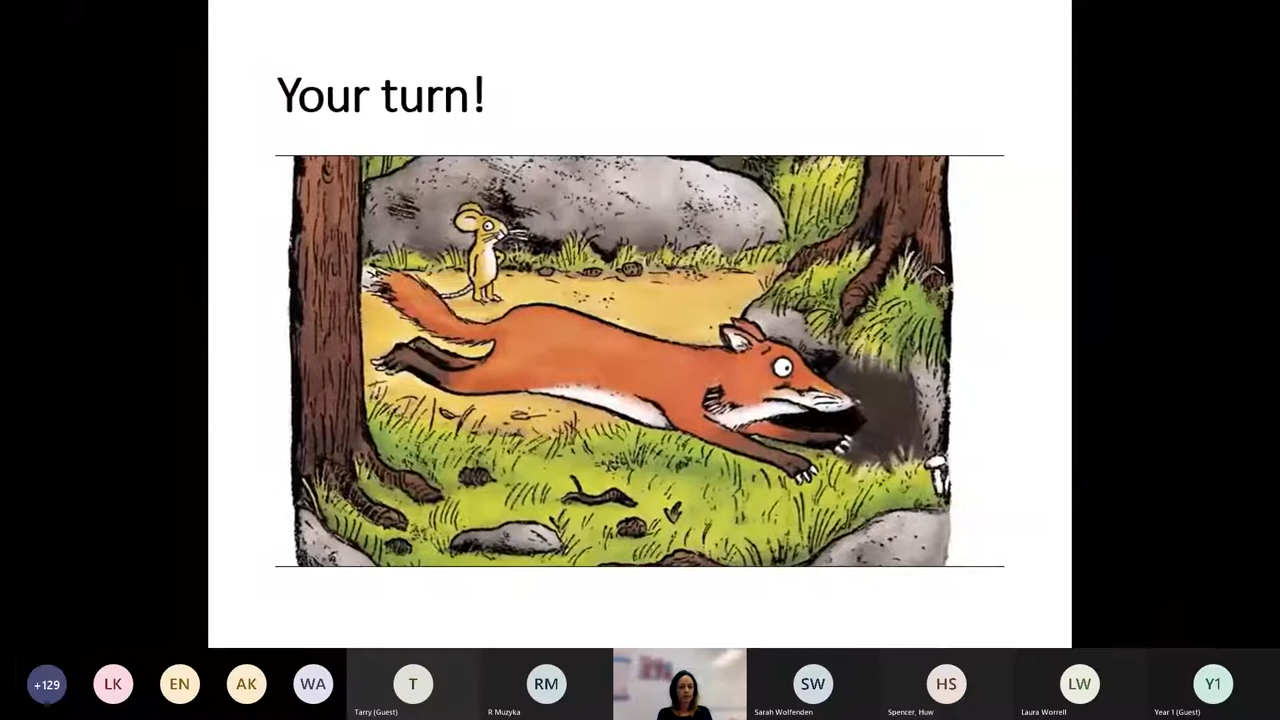 Your turn!
+129
LK
EN
AK
WA
T
RM
SW
HS
LW
Y1
Tarry (Guest)
R Muzyka
Sarah Wolfenden
Spencer, Huw
Laura Worrell
Year 1 (Guest)